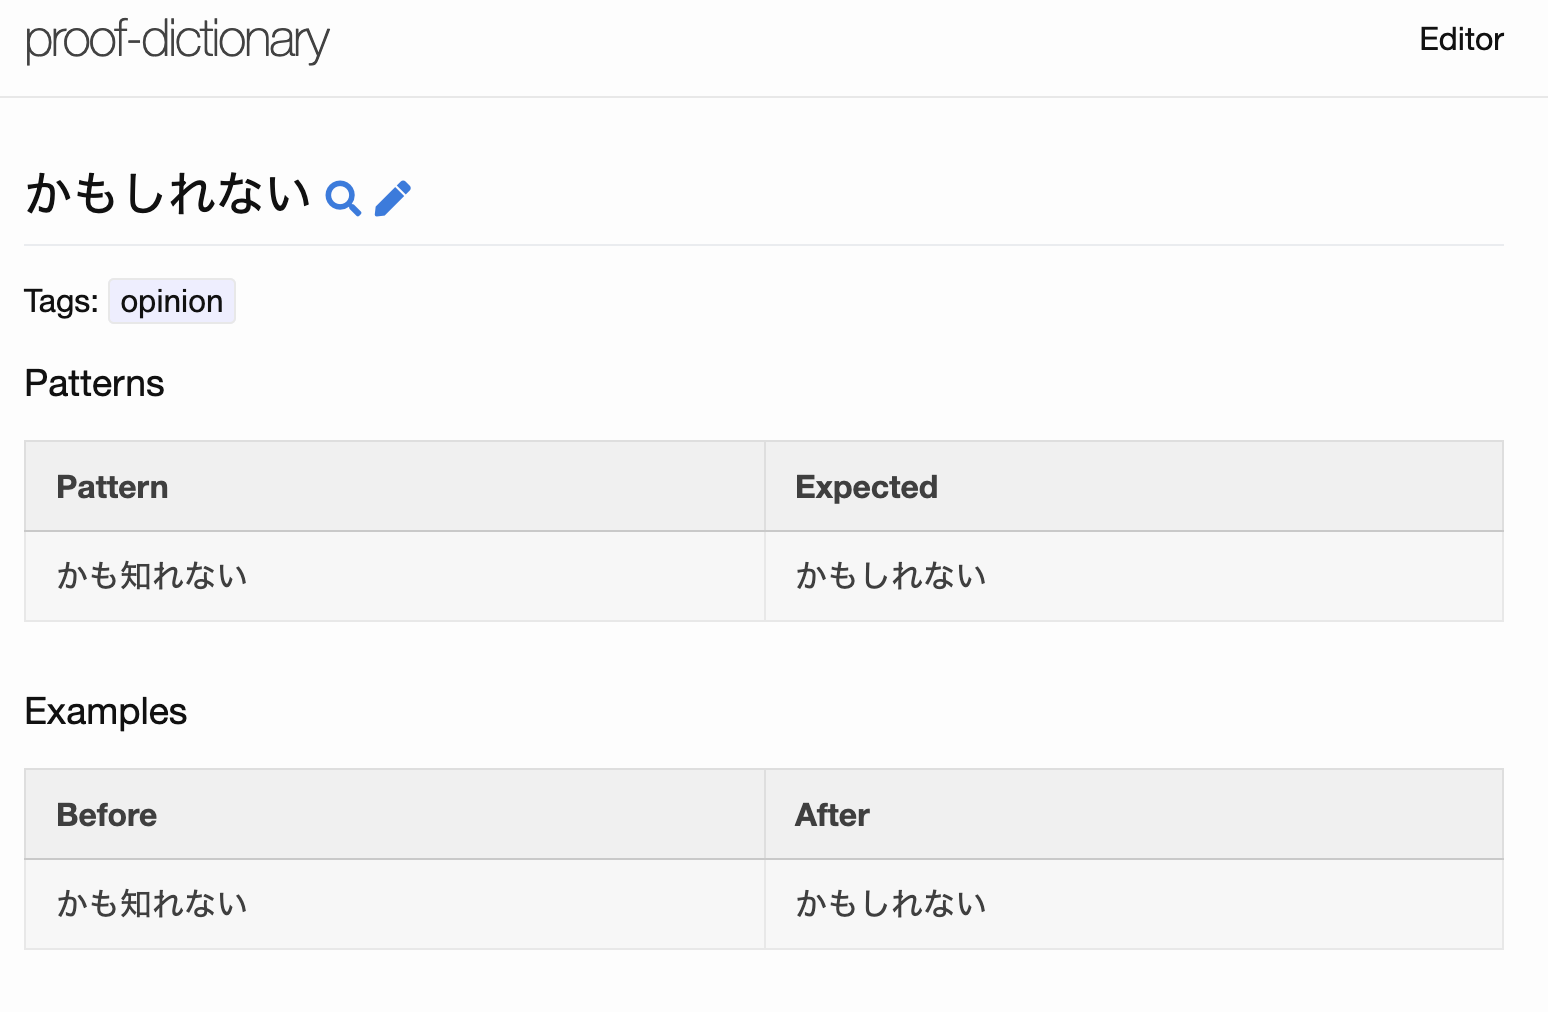 proof-dictionary
Editor
かもしれない
Tags: opinion
Patterns
Pattern Expected
かも知れない かもしれない
Examples
Before After
かも知れない かもしれない